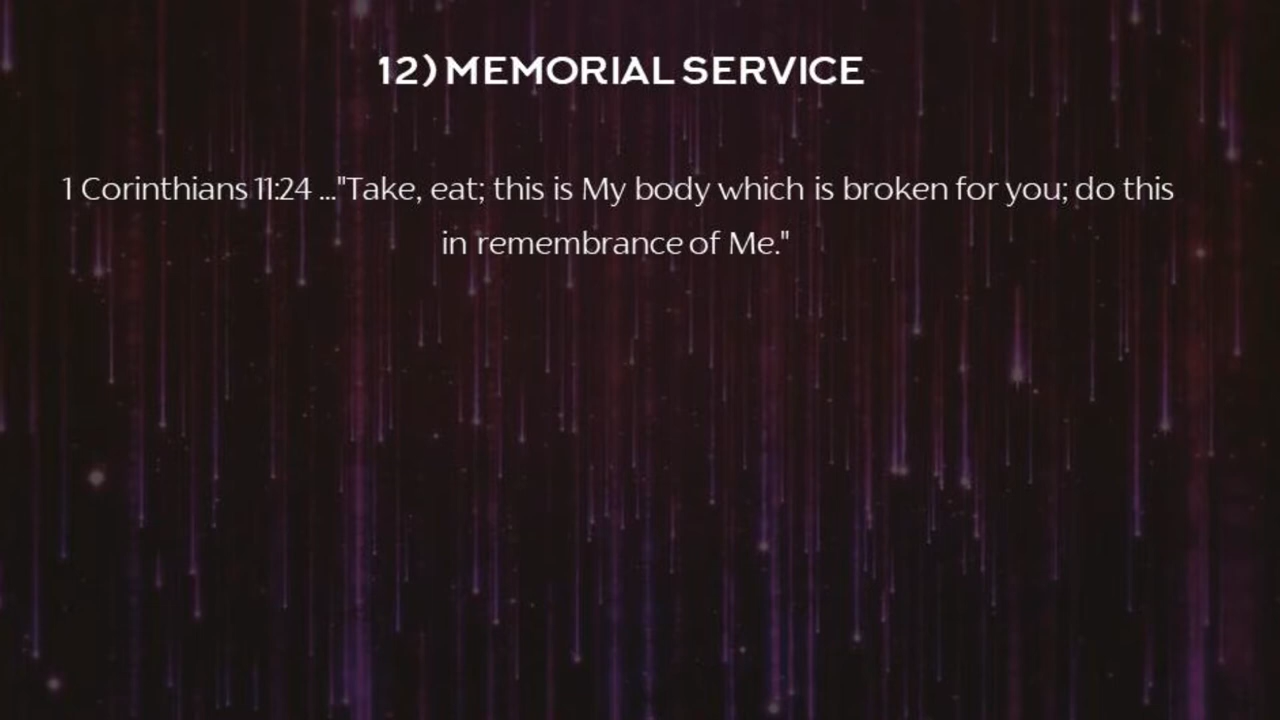 12) MEMORIAL SERVICE
1 Corinthians 11:24 ..."Take, eat; this is My body which is broken for you; do this
in remembrance of Me."